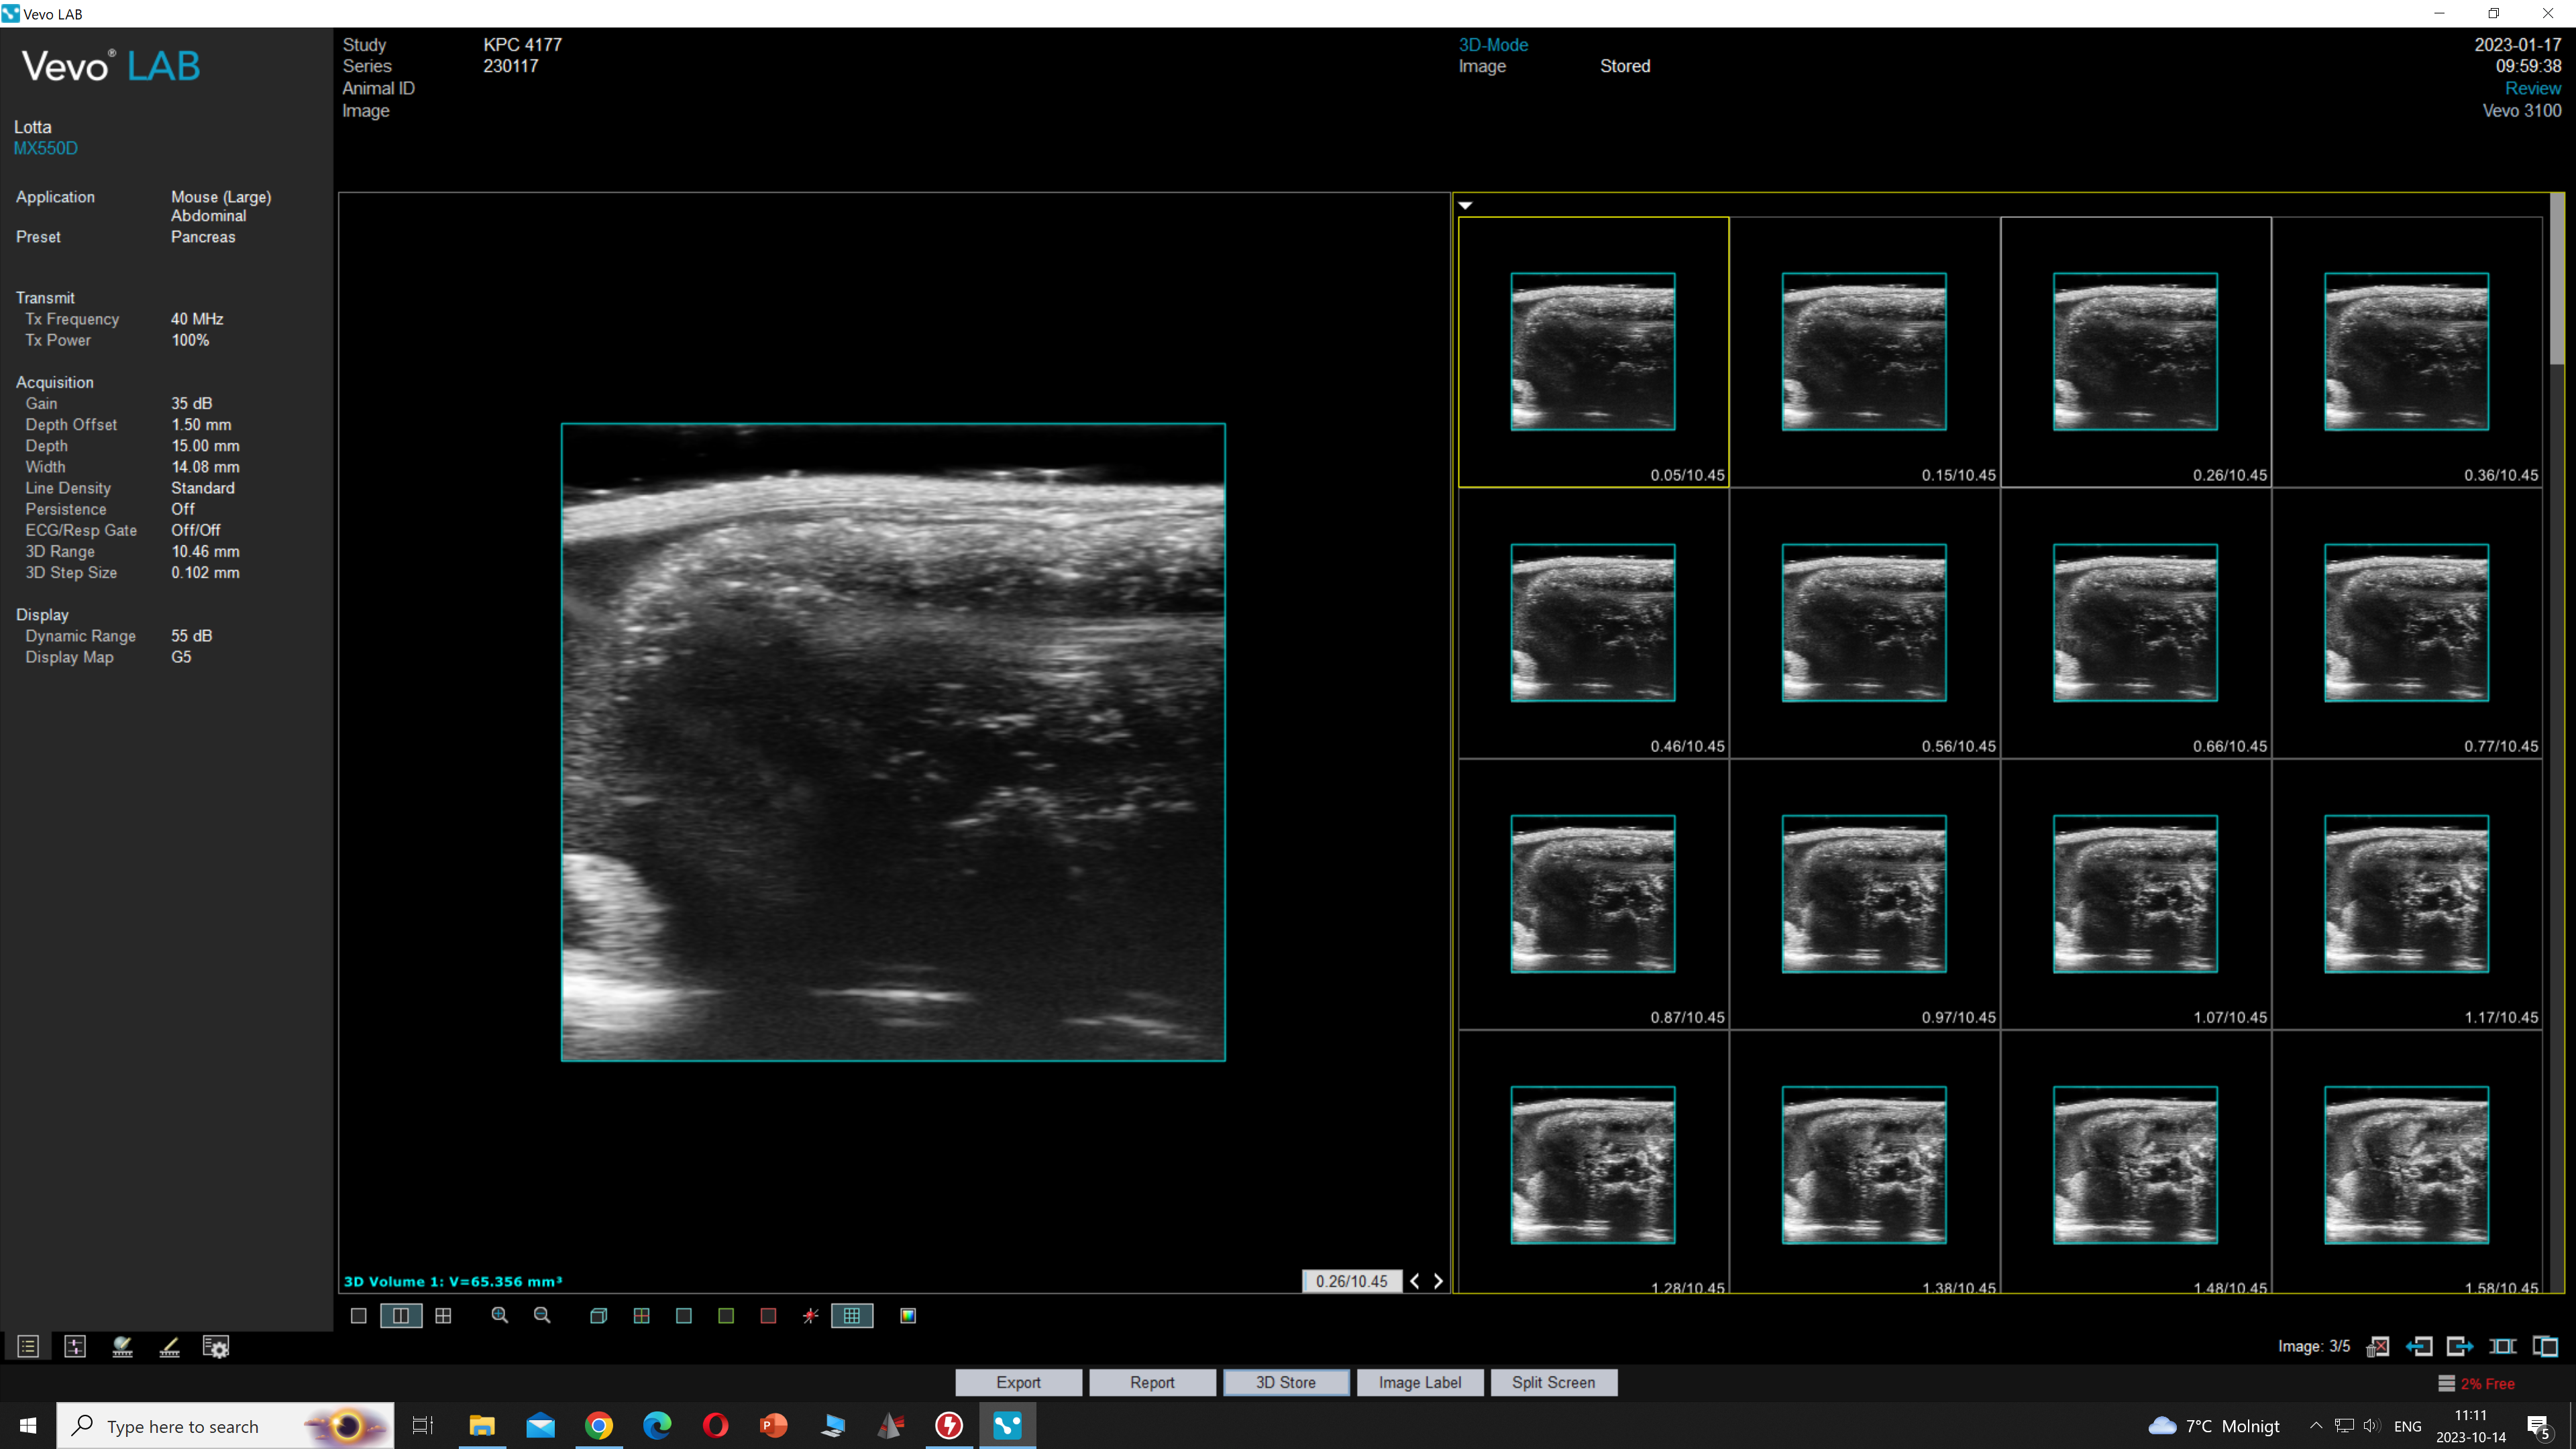 Vevo LAB
Vevo® LAB
Lotta
MX550D
Application Mouse (Large)
Abdominal
Preset Pancreas
Transmit
Tx Frequency 40 MHz
Tx Power 100%
Acquisition
Gain 35 dB
Depth Offset 1.50 mm
Depth 15.00 mm
Width 14.08 mm
Line Density Standard
Persistence Off
ECG/Resp Gate Off/Off
3D Range 10.46 mm
3D Step Size 0.102 mm
Display
Dynamic Range 55 dB
Display Map G5
Study KPC 4177
Series 230117
Animal ID
Image
3D-Mode
Image Stored
2023-01-17
09:59:38
Review
Vevo 3100
0.05/10.45 0.15/10.45 0.26/10.45 0.36/10.45
0.46/10.45 0.56/10.45 0.66/10.45 0.77/10.45
0.87/10.45 0.97/10.45 1.07/10.45 1.17/10.45
1.28/10.45 1.38/10.45 1.48/10.45 1.58/10.45
3D Volume 1: V=65.356 mm³
0.26/10.45
Image: 3/5
Export Report 3D Store Image Label Split Screen
2% Free
Type here to search
7°C Molnigt
ENG
11:11
2023-10-14
5